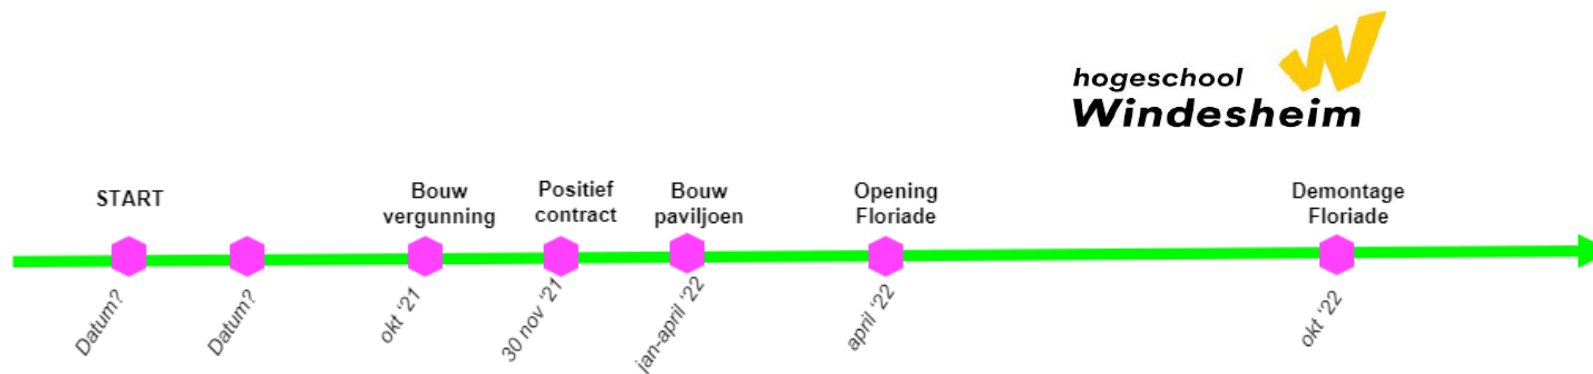 hogeschool
Windesheim
START
Bouw
vergunning
Positief
contract
Bouw
paviljoen
Opening
Floriade
Demontage
Floriade
Datum?
Datum?
okt ‘21
30 nov ‘21
jan-april ‘22
april ‘22
okt ‘22